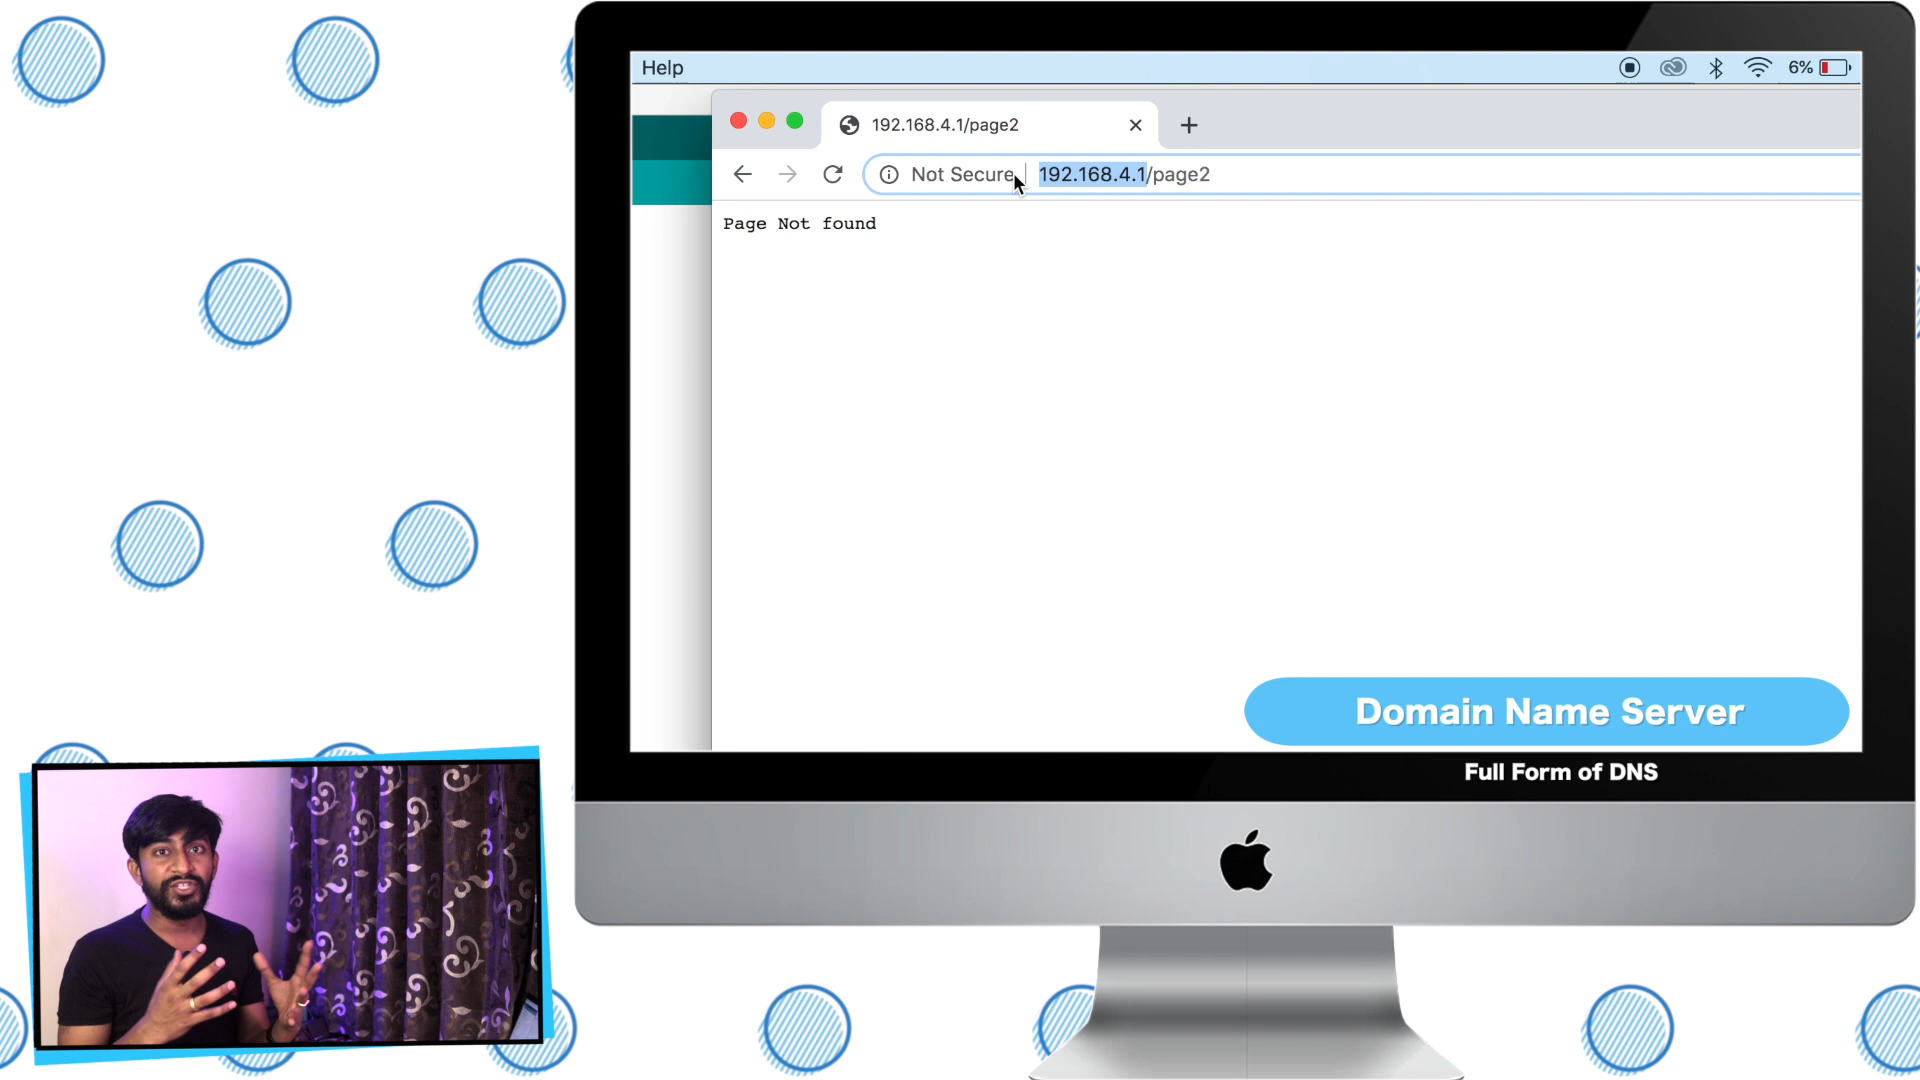 Help
6%
192.168.4.1/page2
Not Secure
192.168.4.1/page2
Page Not found
Domain Name Server
Full Form of DNS